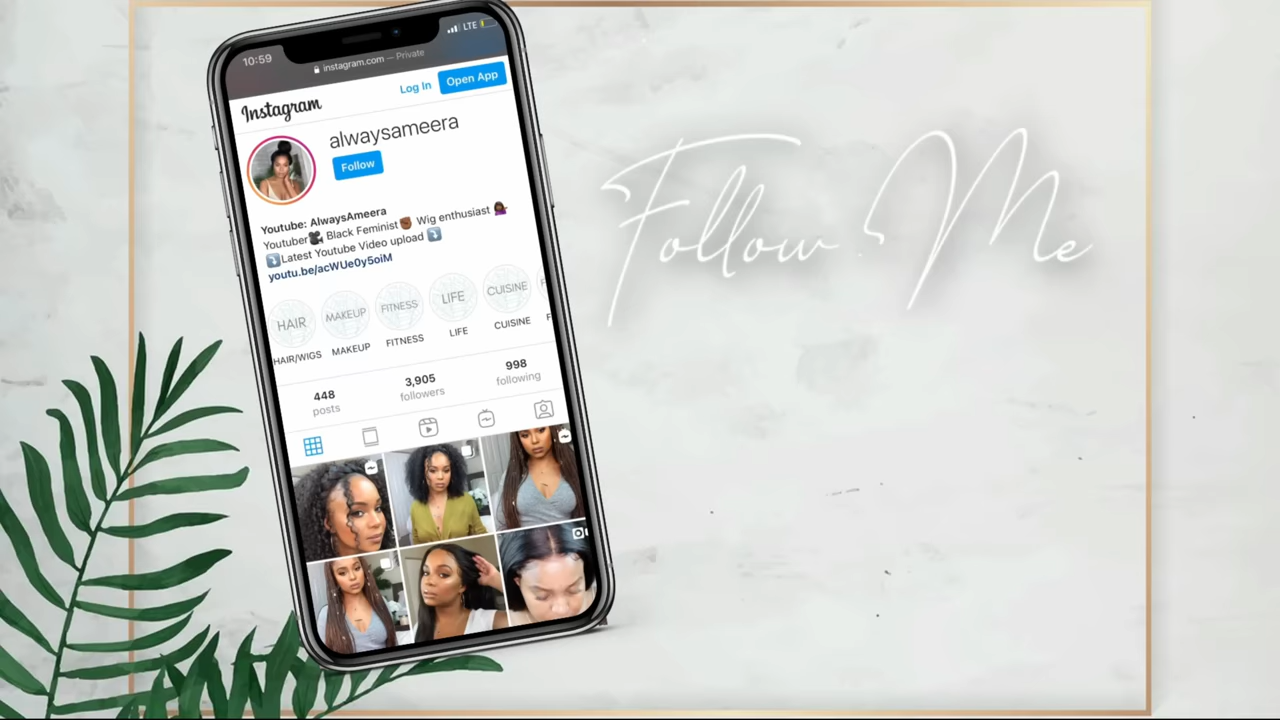 10:59
LTE
instagram.com — Private
Instagram
Log In
Open App
alwaysameera
Follow
Youtube: AlwaysAmeera
Youtuber🎥 Black Feminist✊🏾 Wig enthusiast 💇🏾‍♀️
⤵️Latest Youtube Video upload ⤵️
youtu.be/acWUe0y5oiM
HAIR
MAKEUP
FITNESS
LIFE
CUISINE
F
HAIR/WIGS
MAKEUP
FITNESS
LIFE
CUISINE
F
448
posts
3,905
followers
998
following
Follow Me